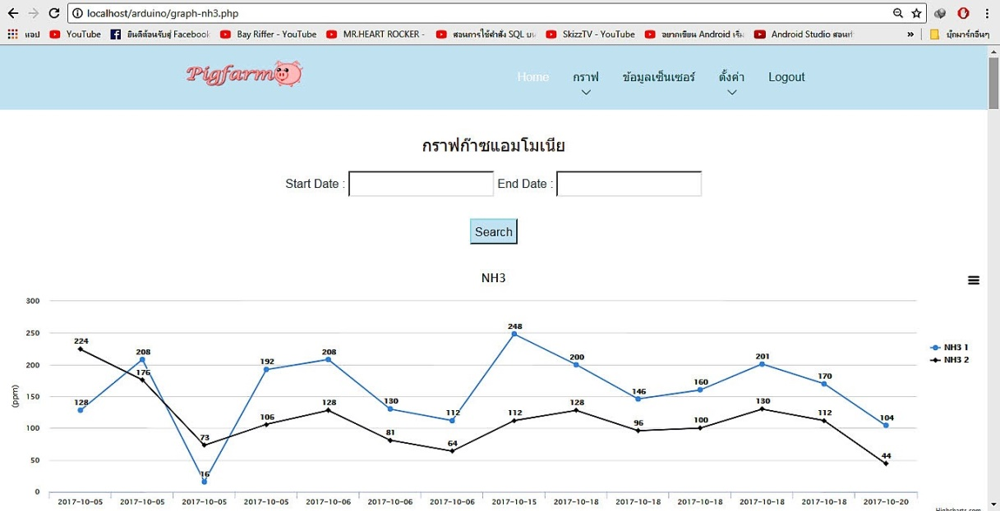 localhost/arduino/graph-nh3.php
แอป YouTube ยินดีต้อนรับสู่ Facebook Bay Riffer - YouTube MR.HEART ROCKER - สอนการใช้คำสั่ง SQL SkizzTV - YouTube อยากเขียน Android เริ่ม Android Studio สอนทำ » บุ๊กมาร์กอื่นๆ
Pigfarm Home กราฟ ข้อมูลเซ็นเซอร์ ตั้งค่า Logout
กราฟก๊าซแอมโมเนีย
Start Date : End Date :
Search
NH3
300
250
200
150
100
50
0
(ppm)
128 208 16 192 208 130 112 248 200 146 160 201 170 104
224 176 73 106 128 81 64 112 128 96 100 130 112 44
NH3 1
NH3 2
2017-10-05 2017-10-05 2017-10-05 2017-10-05 2017-10-06 2017-10-06 2017-10-06 2017-10-15 2017-10-18 2017-10-18 2017-10-18 2017-10-18 2017-10-18 2017-10-20
Highcharts.com